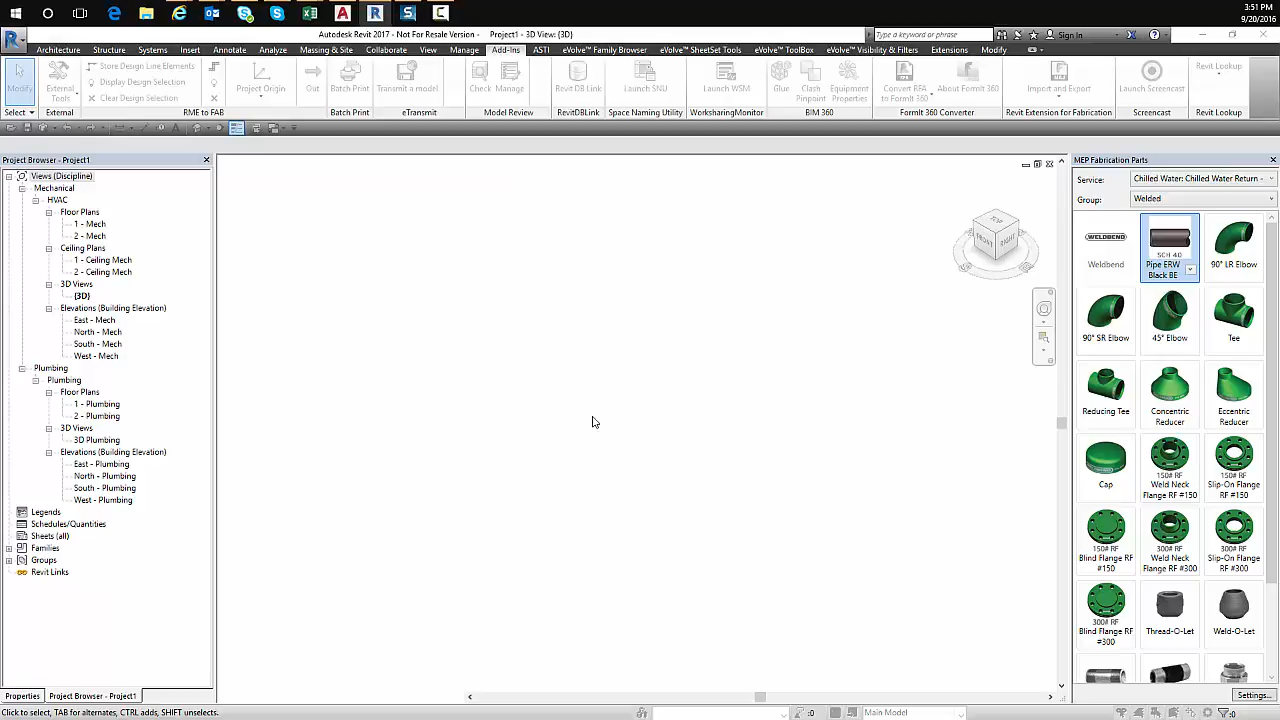 3:51 PM
9/20/2016
Autodesk Revit 2017 - Not For Resale Version - Project1 - 3D View: {3D}
Type a keyword or phrase
Sign In
Architecture Structure Systems Insert Annotate Analyze Massing & Site Collaborate View Manage Add-Ins ASTI eVolve™ Family Browser eVolve™ SheetSet Tools eVolve™ ToolBox eVolve™ Visibility & Filters Extensions Modify
Modify
External Tools
Store Design Line Elements
Display Design Selection
Clear Design Selection
Project Origin
Out
Batch Print
Transmit a model
Check Manage
RevitDB Link
Launch SNU
Launch WSM
Glue
Clash Pinpoint
Equipment Properties
Convert RFA to FormIt 360
About FormIt 360
Import and Export
Launch Screencast
Revit Lookup
Select External RME to FAB Batch Print eTransmit Model Review RevitDBLink Space Naming Utility WorksharingMonitor BIM 360 FormIt 360 Converter Revit Extension for Fabrication Screencast Revit Lookup
Project Browser - Project1
Views (Discipline)
Mechanical
HVAC
Floor Plans
1 - Mech
2 - Mech
Ceiling Plans
1 - Ceiling Mech
2 - Ceiling Mech
3D Views
{3D}
Elevations (Building Elevation)
East - Mech
North - Mech
South - Mech
West - Mech
Plumbing
Plumbing
Floor Plans
1 - Plumbing
2 - Plumbing
3D Views
3D Plumbing
Elevations (Building Elevation)
East - Plumbing
North - Plumbing
South - Plumbing
West - Plumbing
Legends
Schedules/Quantities
Sheets (all)
Families
Groups
Revit Links
Properties Project Browser - Project1
TOP
FRONT
RIGHT
MEP Fabrication Parts
Service: Chilled Water: Chilled Water Return -
Group: Welded
WELDBEND
Weldbend
SCH 40
Pipe ERW
Black BE
90° LR Elbow
90° SR Elbow
45° Elbow
Tee
Reducing Tee
Concentric
Reducer
Eccentric
Reducer
Cap
150# RF
Weld Neck
Flange RF #150
150# RF
Slip-On Flange
RF #150
150# RF
Blind Flange RF
#150
300# RF
Weld Neck
Flange RF #300
300# RF
Slip-On Flange
RF #300
300# RF
Blind Flange RF
#300
Thread-O-Let
Weld-O-Let
Settings...
Click to select, TAB for alternates, CTRL adds, SHIFT unselects.
:0
Main Model
:0